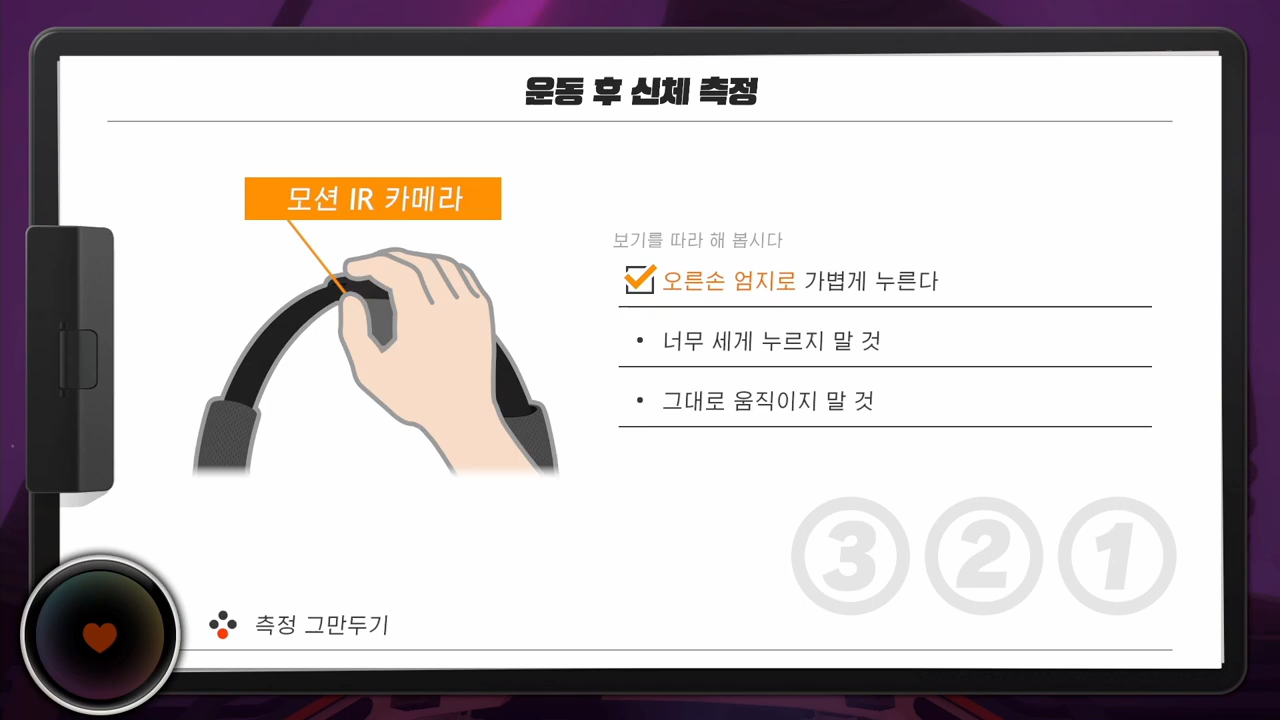 운동 후 신체 측정
모션 IR 카메라
보기를 따라 해 봅시다
오른손 엄지로 가볍게 누른다
• 너무 세게 누르지 말 것
• 그대로 움직이지 말 것
3 2 1
측정 그만두기